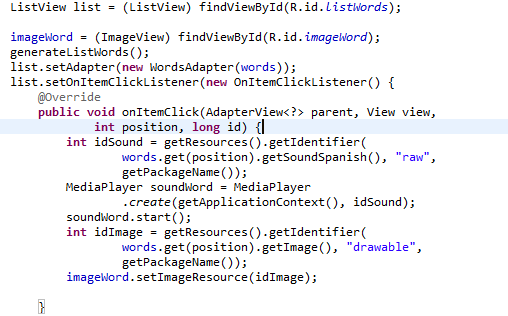 ListView list = (ListView) findViewById(R.id.listWords);
imageWord = (ImageView) findViewById(R.id.imageWord);
generateListWords();
list.setAdapter(new WordsAdapter(words));
list.setOnItemClickListener(new OnItemClickListener() {
@Override
public void onItemClick(AdapterView<?> parent, View view,
int position, long id) {
int idSound = getResources().getIdentifier(
words.get(position).getSoundSpanish(), "raw",
getPackageName());
MediaPlayer soundWord = MediaPlayer
.create(getApplicationContext(), idSound);
soundWord.start();
int idImage = getResources().getIdentifier(
words.get(position).getImage(), "drawable",
getPackageName());
imageWord.setImageResource(idImage);
}